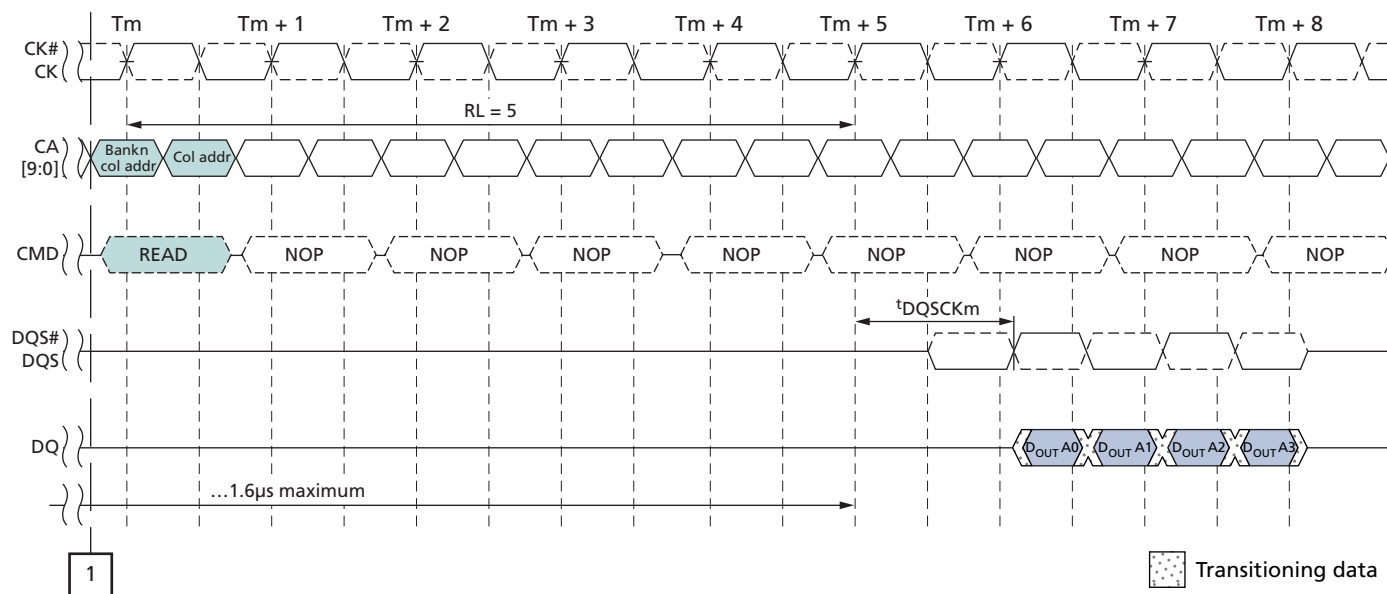 Tm Tm + 1 Tm + 2 Tm + 3 Tm + 4 Tm + 5 Tm + 6 Tm + 7 Tm + 8
CK#
CK
RL = 5
CA
[9:0]
Bankn
col addr
Col addr
CMD READ NOP NOP NOP NOP NOP NOP NOP NOP
tDQSCKm
DQS#
DQS
DQ DOUT A0 DOUT A1 DOUT A2 DOUT A3
...1.6μs maximum
1
Transitioning data